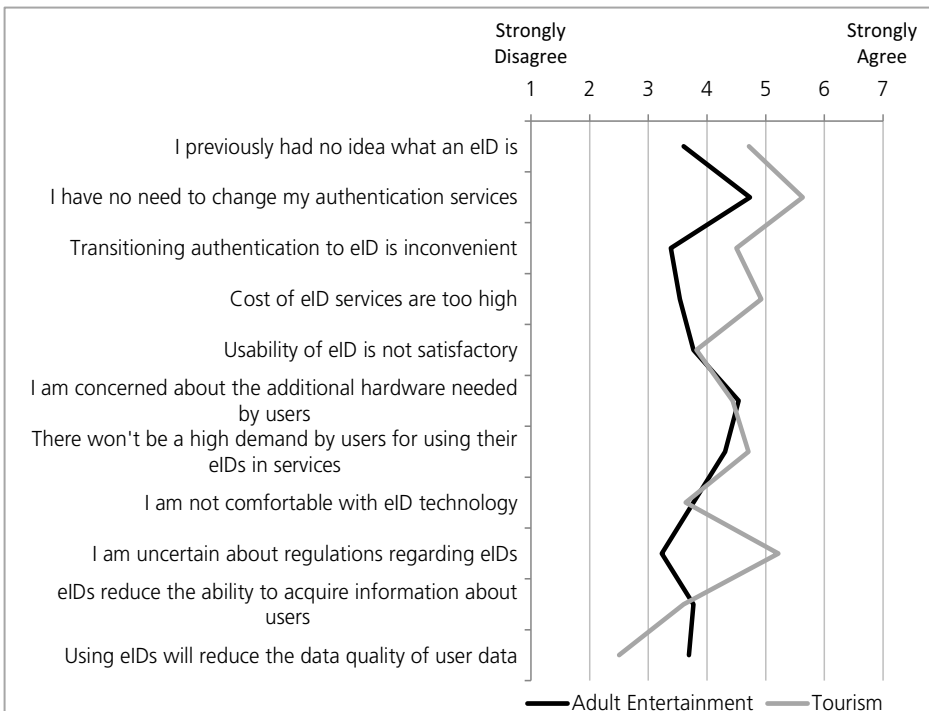 Strongly Disagree
Strongly Agree
1 2 3 4 5 6 7
I previously had no idea what an eID is
I have no need to change my authentication services
Transitioning authentication to eID is inconvenient
Cost of eID services are too high
Usability of eID is not satisfactory
I am concerned about the additional hardware needed
by users
There won't be a high demand by users for using their
eIDs in services
I am not comfortable with eID technology
I am uncertain about regulations regarding eIDs
eIDs reduce the ability to acquire information about
users
Using eIDs will reduce the data quality of user data
Adult Entertainment Tourism